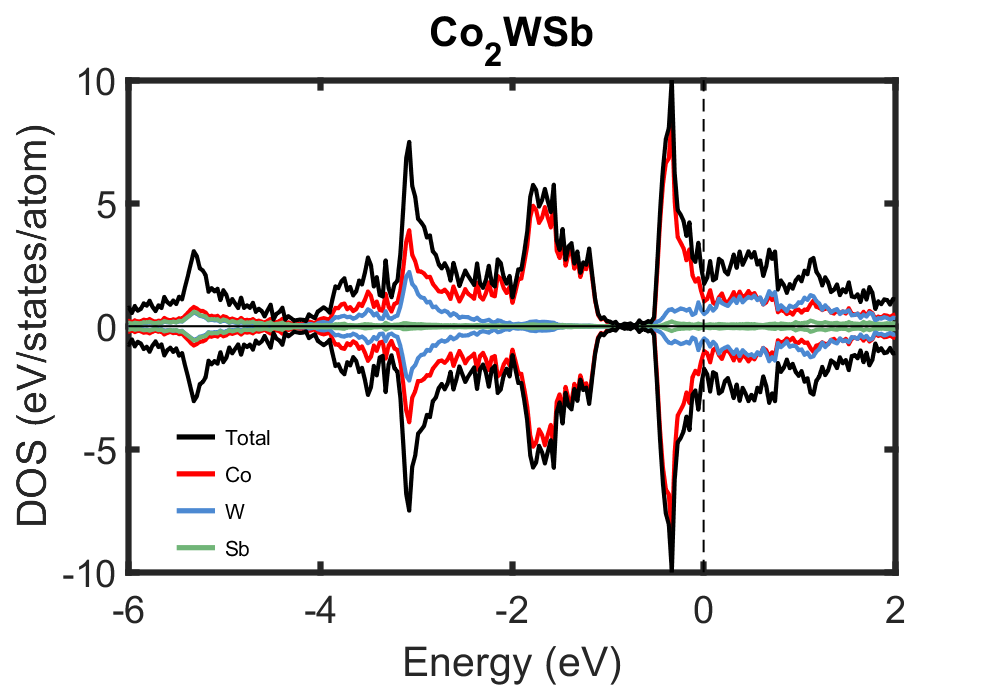 Co₂WSb
DOS (eV/states/atom)
10
5
0
-5
-10
Total
Co
W
Sb
-6
-4
-2
0
2
Energy (eV)